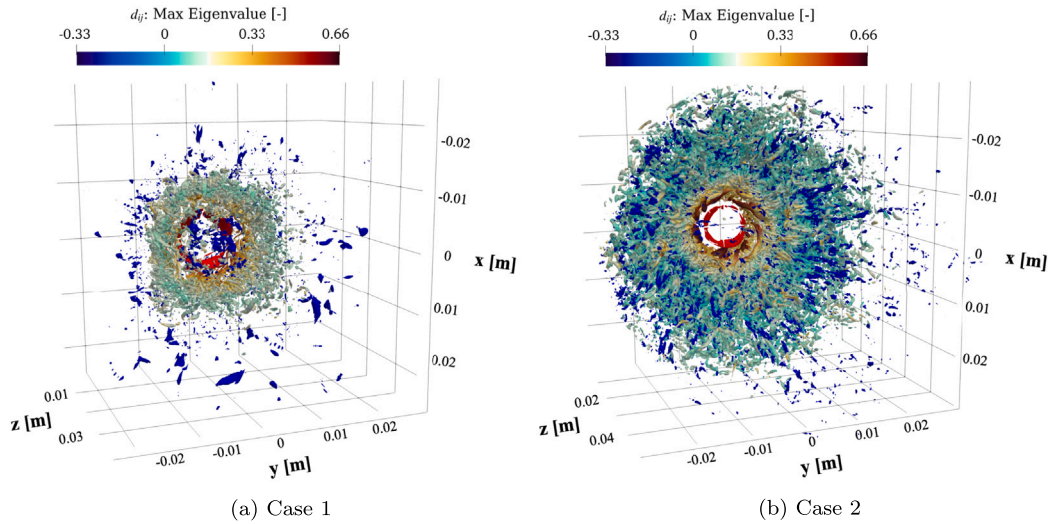 d_ij: Max Eigenvalue [-]
-0.33 0 0.33 0.66
-0.02
-0.01
0
x [m]
0.01
0.02
0.01
z [m]
0.03
-0.02 -0.01 0 0.01 0.02
y [m]
(a) Case 1
d_ij: Max Eigenvalue [-]
-0.33 0 0.33 0.66
-0.02
-0.01
0
x [m]
0.01
0.02
0.02
z [m]
0.04
-0.02 -0.01 0 0.01 0.02
y [m]
(b) Case 2